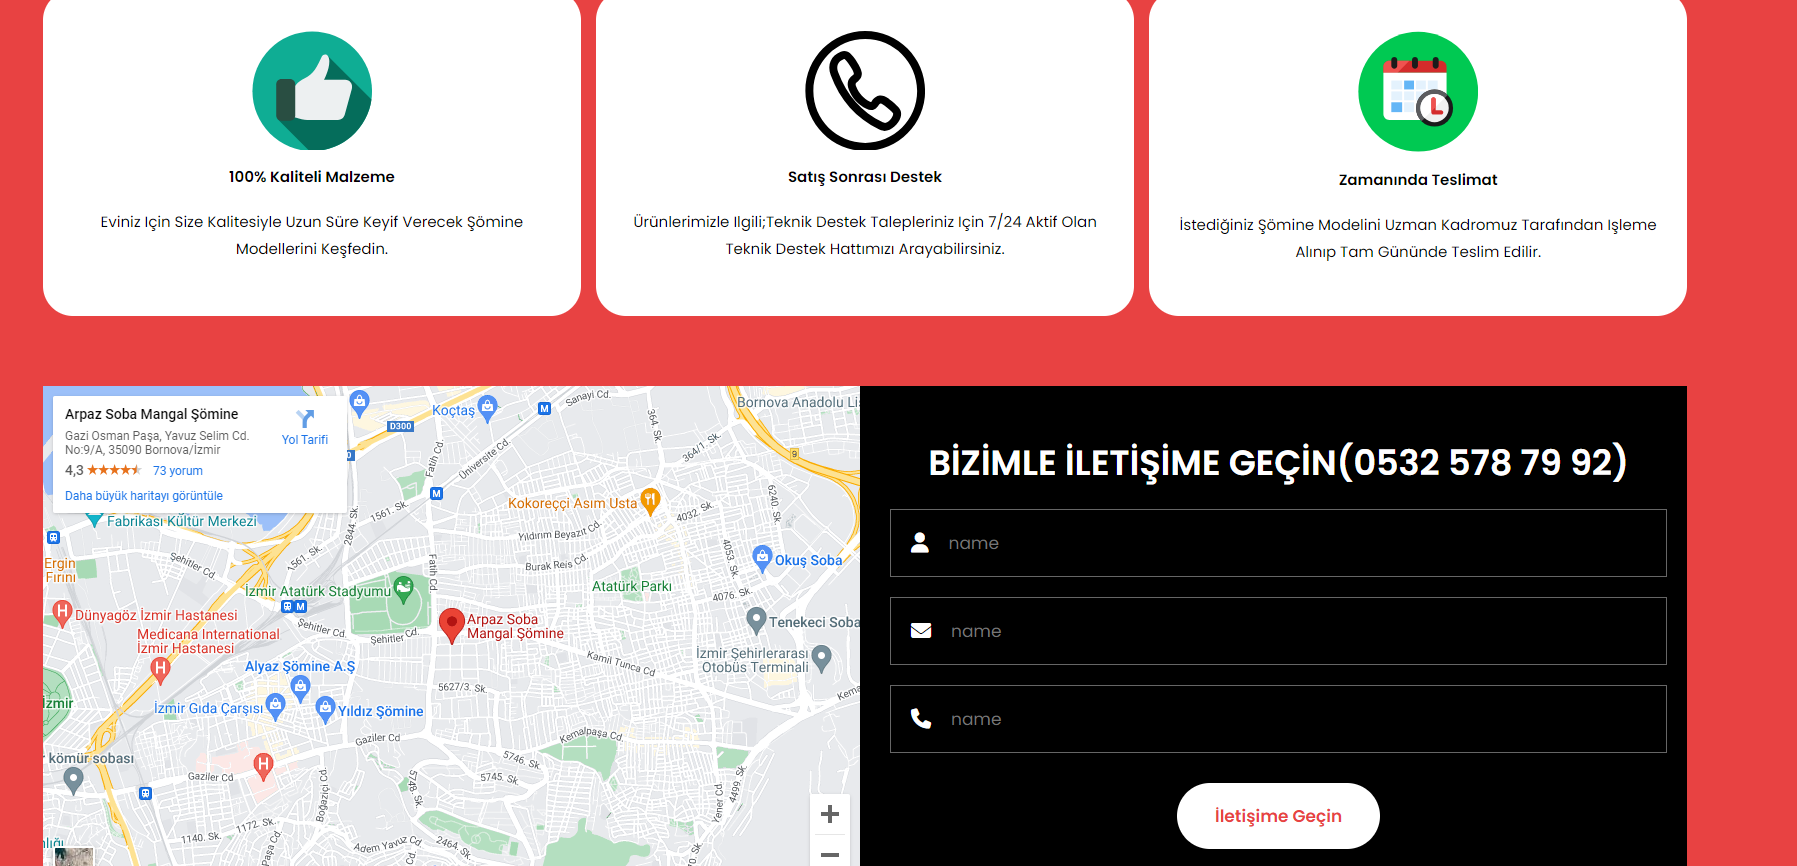 100% Kaliteli Malzeme
Eviniz Için Size Kalitesiyle Uzun Süre Keyif Verecek Şömine
Modellerini Keşfedin.
Satış Sonrası Destek
Ürünlerimizle Ilgili;Teknik Destek Talepleriniz Için 7/24 Aktif Olan
Teknik Destek Hattımızı Arayabilirsiniz.
Zamanında Teslimat
İstediğiniz Şömine Modelini Uzman Kadromuz Tarafından Işleme
Alınıp Tam Gününde Teslim Edilir.
Arpaz Soba Mangal Şömine
Gazi Osman Paşa, Yavuz Selim Cd.
No:9/A, 35090 Bornova/İzmir
4,3
73 yorum
Daha büyük haritayı görüntüle
Yol Tarifi
Koçtaş
M
Sanayi Cd.
Bornova Anadolu Lis
D300
364. Sk.
364/1. Sk.
9
Fatih Cd.
Üniversite Cd.
M
Kokoreççi Asım Usta
6240. Sk.
1561. Sk.
2844. Sk.
4032. Sk.
Fabrikası Kültür Merkezi
Yıldırım Beyazıt Cd.
4053. Sk.
Şehitler Cd.
1561. Sk.
Fatih Cd
Burak Reis Cd.
Okuş Soba
Ergin
Fırını
İzmir Atatürk Stadyumu
Atatürk Parkı
4076. Sk.
M
H
Dünyagöz İzmir Hastanesi
Arpaz Soba
Mangal Şömine
Tenekeci Soba
Medicana International
İzmir Hastanesi
Şehitler Cd.
Şehitler Cd.
H
Alyaz Şömine A.Ş
Kamil Tunca Cd
İzmir Şehirlerarası
Otobüs Terminali
5627/3. Sk.
Kema
izmir
İzmir Gıda Çarşısı
Yıldız Şömine
Gaziler Cd.
Kemalpaşa Cd.
r kömür sobası
H
Gaziler Cd
5746. Sk.
5745. Sk.
5748. Sk.
Boğaziçi Cd.
4499. Sk.
Yener Cd.
1140. Sk.
1172. Sk.
Paşa Cd.
Adem Yavuz Cd.
2464. Sk.
nlığı
BİZİMLE İLETİŞİME GEÇİN(0532 578 79 92)
name
name
name
İletişime Geçin